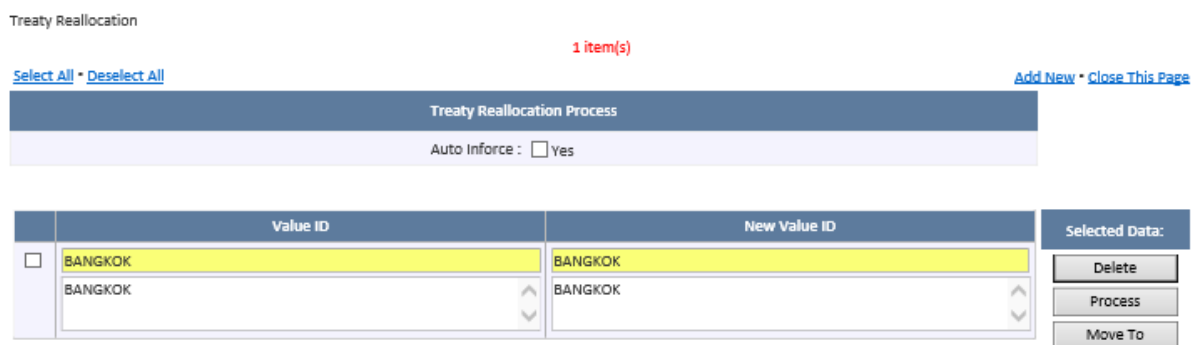 Treaty Reallocation
1 item(s)
Select All • Deselect All
Add New • Close This Page
Treaty Reallocation Process
Auto Inforce : Yes
Value ID
New Value ID
Selected Data:
BANGKOK
BANGKOK
Delete
BANGKOK
BANGKOK
Process
Move To